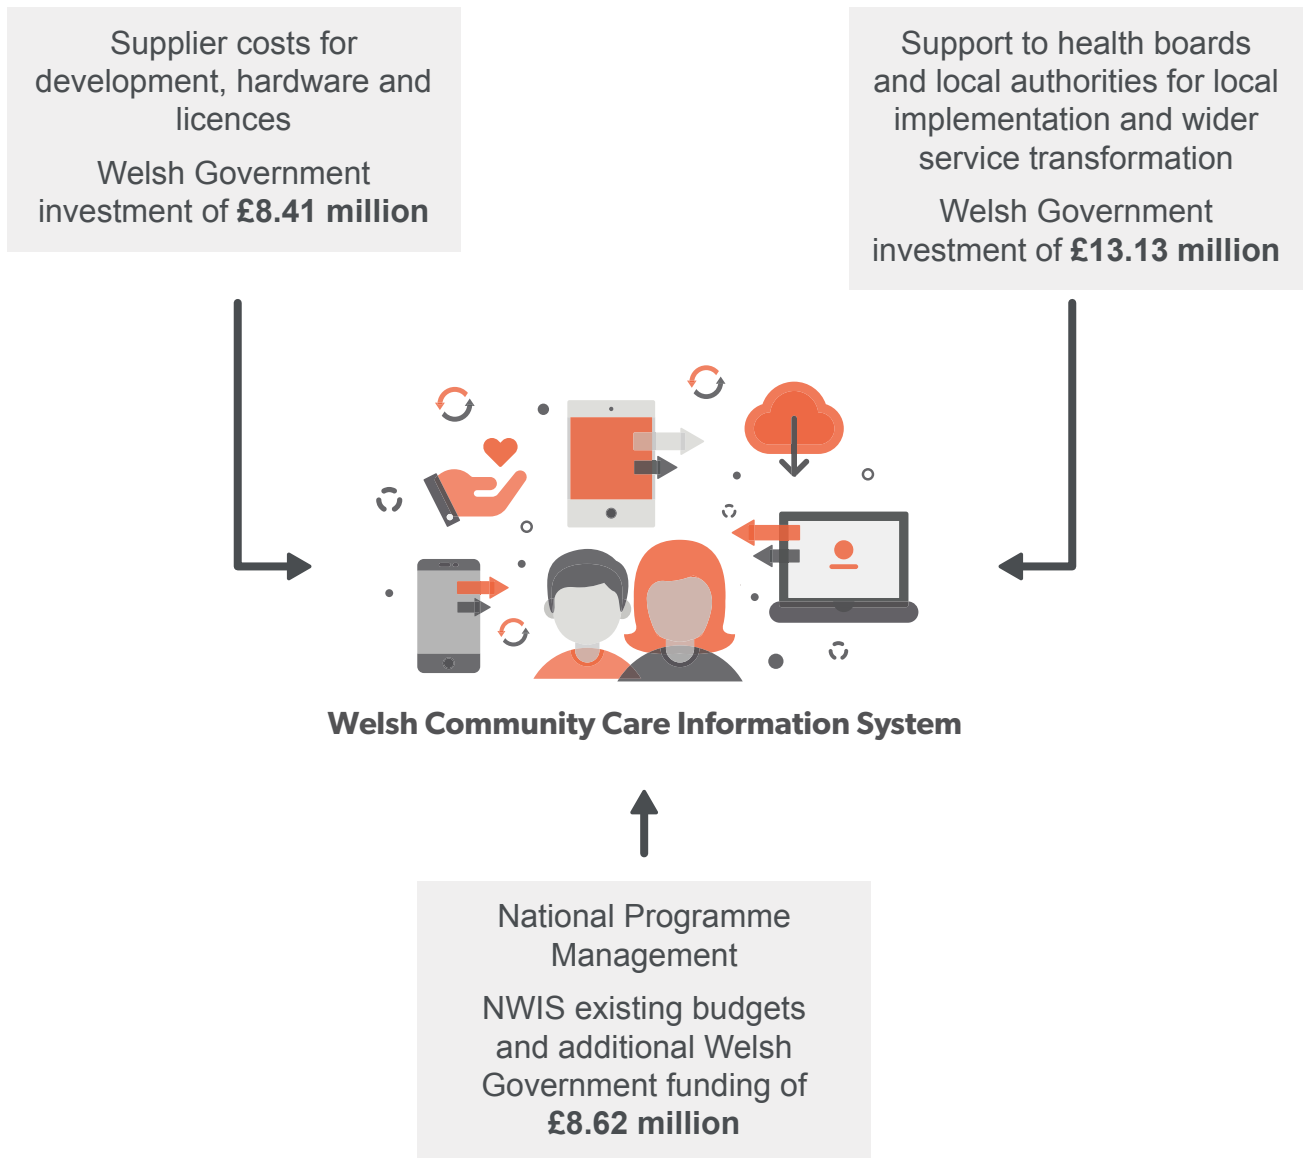 Supplier costs for
development, hardware and
licences
Welsh Government
investment of £8.41 million
Support to health boards
and local authorities for local
implementation and wider
service transformation
Welsh Government
investment of £13.13 million
Welsh Community Care Information System
National Programme
Management
NWIS existing budgets
and additional Welsh
Government funding of
£8.62 million